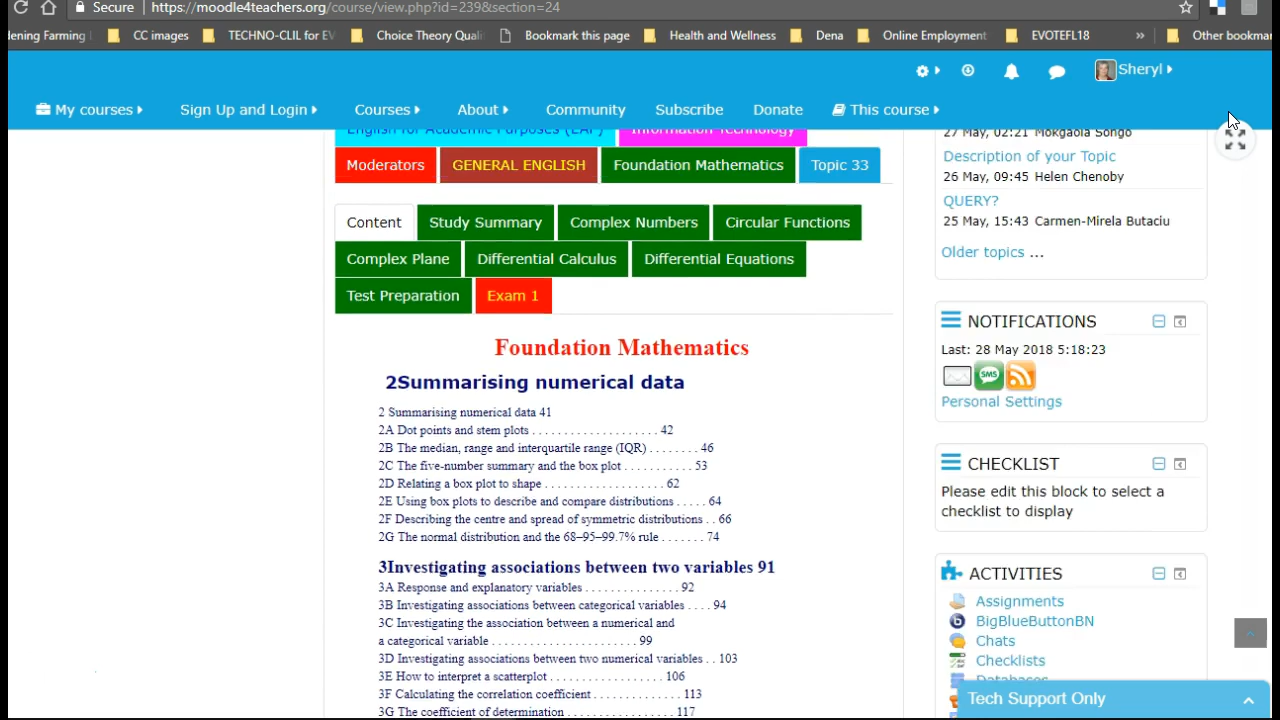 Secure https://moodle4teachers.org/course/view.php?id=239&section=24
dening Farming CC images TECHNO-CLIL for EV Choice Theory Quali Bookmark this page Health and Wellness Dena Online Employment EVOTEFL18 » Other bookmar
Sheryl
My courses Sign Up and Login Courses About Community Subscribe Donate This course
English for Academic Purposes (EAP) Information Technology
Moderators GENERAL ENGLISH Foundation Mathematics Topic 33
Content Study Summary Complex Numbers Circular Functions
Complex Plane Differential Calculus Differential Equations
Test Preparation Exam 1
Foundation Mathematics
2Summarising numerical data
2 Summarising numerical data 41
2A Dot points and stem plots . . . . . . . . . . . . . . . . . . . . 42
2B The median, range and interquartile range (IQR) . . . . . . . . 46
2C The five-number summary and the box plot . . . . . . . . . . 53
2D Relating a box plot to shape . . . . . . . . . . . . . . . . . . 62
2E Using box plots to describe and compare distributions . . . . . 64
2F Describing the centre and spread of symmetric distributions . . 66
2G The normal distribution and the 68–95–99.7% rule . . . . . . . 74
3Investigating associations between two variables 91
3A Response and explanatory variables . . . . . . . . . . . . . . 92
3B Investigating associations between categorical variables . . . . 94
3C Investigating the association between a numerical and
a categorical variable . . . . . . . . . . . . . . . . . . . . . 99
3D Investigating associations between two numerical variables . . 103
3E How to interpret a scatterplot . . . . . . . . . . . . . . . . . 106
3F Calculating the correlation coefficient . . . . . . . . . . . . . 113
3G The coefficient of determination . . . . . . . . . . . . . . . . 117
27 May, 02:21 Mokgaola Songo
Description of your Topic
26 May, 09:45 Helen Chenoby
QUERY?
25 May, 15:43 Carmen-Mirela Butaciu
Older topics ...
NOTIFICATIONS
Last: 28 May 2018 5:18:23
SMS
Personal Settings
CHECKLIST
Please edit this block to select a
checklist to display
ACTIVITIES
Assignments
BigBlueButtonBN
Chats
Checklists
Databases
Tech Support Only